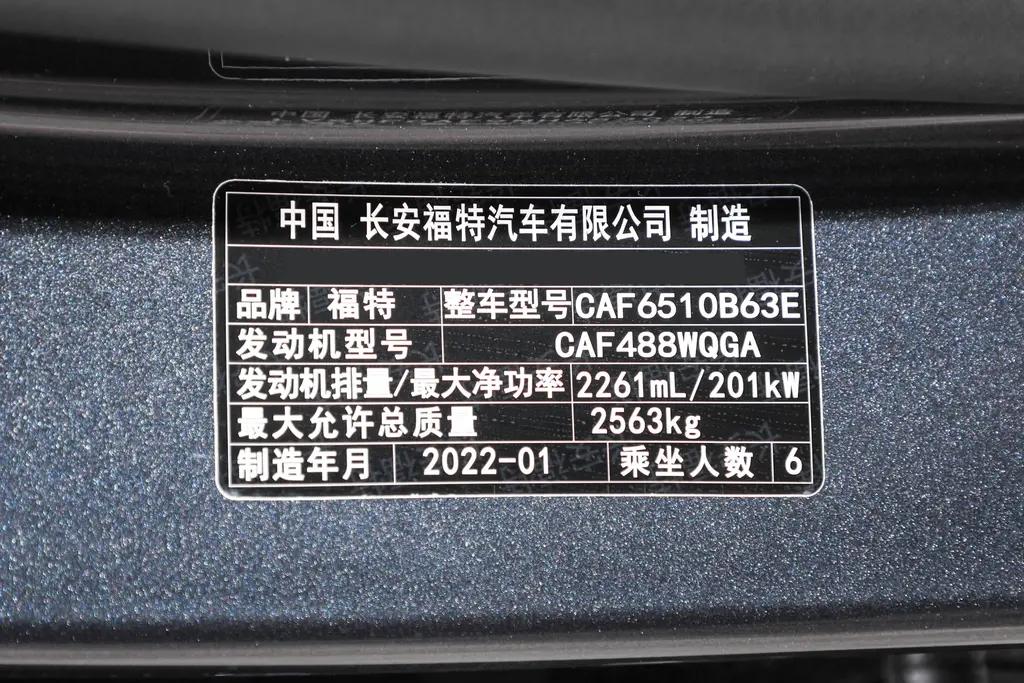 中国 长安福特汽车有限公司 制造
品牌 福特 整车型号 CAF6510B63E
发动机型号 CAF488WQGA
发动机排量/最大净功率 2261mL/201kW
最大允许总质量 2563kg
制造年月 2022-01 乘坐人数 6